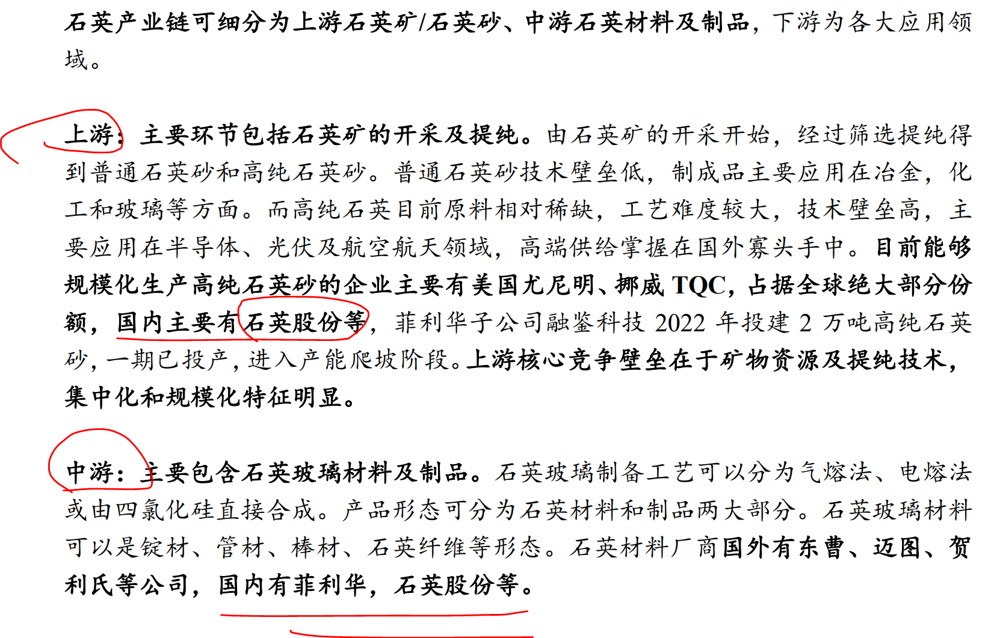 石英产业链可细分为上游石英矿/石英砂、中游石英材料及制品，下游为各大应用领
域。
上游：主要环节包括石英矿的开采及提纯。由石英矿的开采开始，经过筛选提纯得
到普通石英砂和高纯石英砂。普通石英砂技术壁垒低，制成品主要应用在冶金，化
工和玻璃等方面。而高纯石英目前原料相对稀缺，工艺难度较大，技术壁垒高，主
要应用在半导体、光伏及航空航天领域，高端供给掌握在国外寡头手中。目前能够
规模化生产高纯石英砂的企业主要有美国尤尼明、挪威 TQC，占据全球绝大部分份
额，国内主要有石英股份等，菲利华子公司融鉴科技 2022 年投建 2 万吨高纯石英
砂，一期已投产，进入产能爬坡阶段。上游核心竞争壁垒在于矿物资源及提纯技术，
集中化和规模化特征明显。
中游：主要包含石英玻璃材料及制品。石英玻璃制备工艺可以分为气熔法、电熔法
或由四氯化硅直接合成。产品形态可分为石英材料和制品两大部分。石英玻璃材料
可以是锭材、管材、棒材、石英纤维等形态。石英材料厂商国外有东曹、迈图、贺
利氏等公司，国内有菲利华，石英股份等。